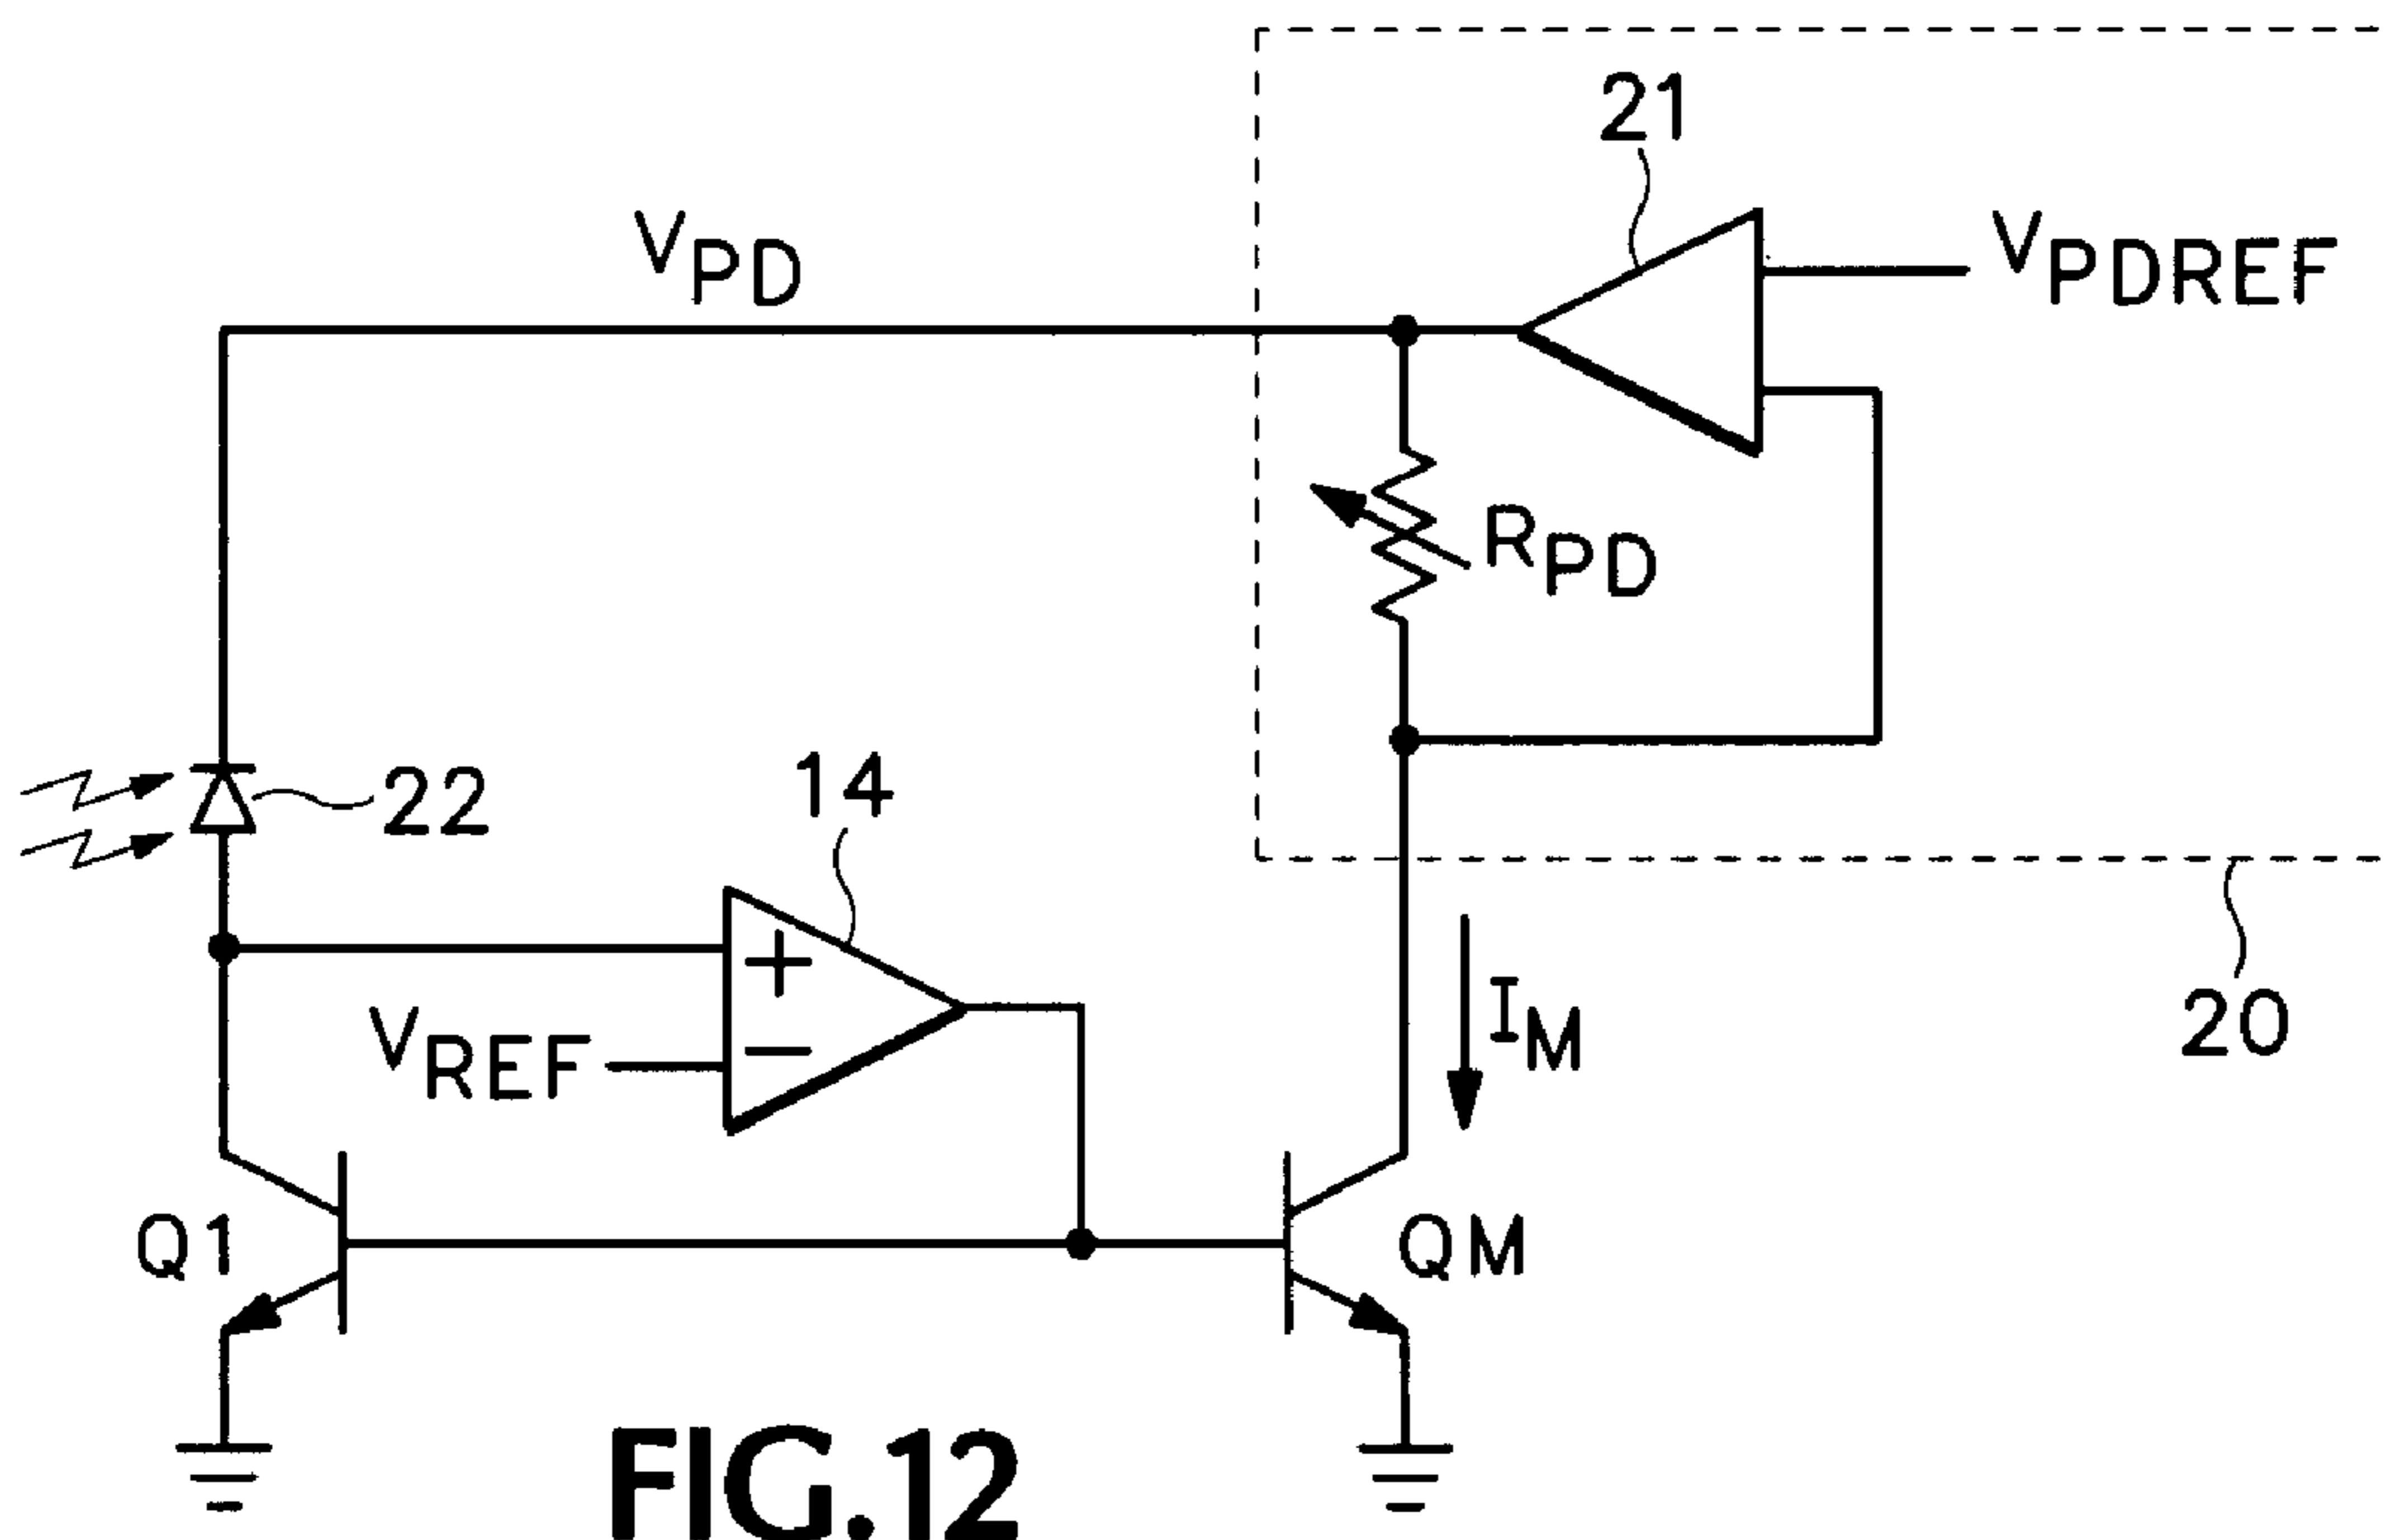 21
VPD
VPDREF
RPD
22
14
VREF
+
−
IM
20
Q1
QM
FIG.12